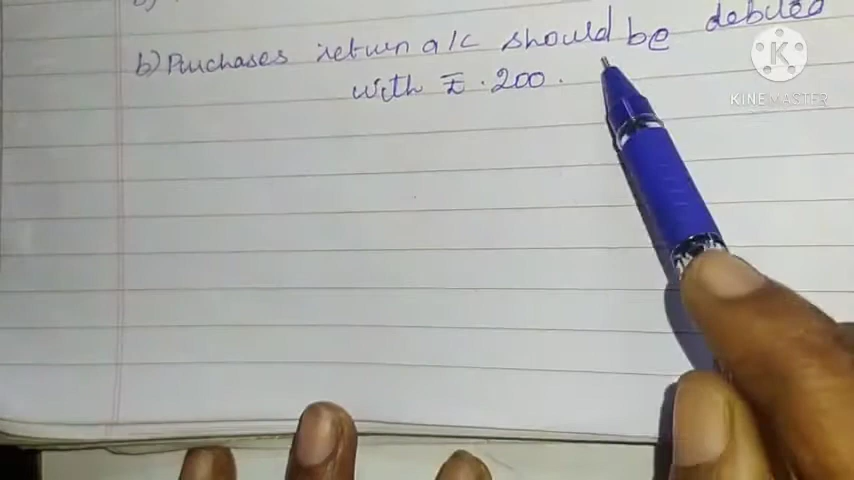 b) Purchases return a/c should be debited
with ₹.200.
KINEMASTER